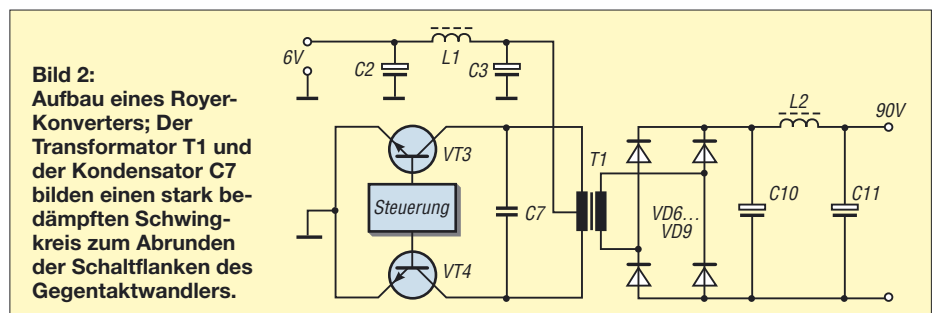 Bild 2:
Aufbau eines Royer-
Konverters; Der
Transformator T1 und
der Kondensator C7
bilden einen stark be-
dämpften Schwing-
kreis zum Abrunden
der Schaltflanken des
Gegentaktwandlers.
6V
C2
L1
C3
VT3
Steuerung
VT4
C7
T1
VD6...
VD9
L2
90V
C10
C11